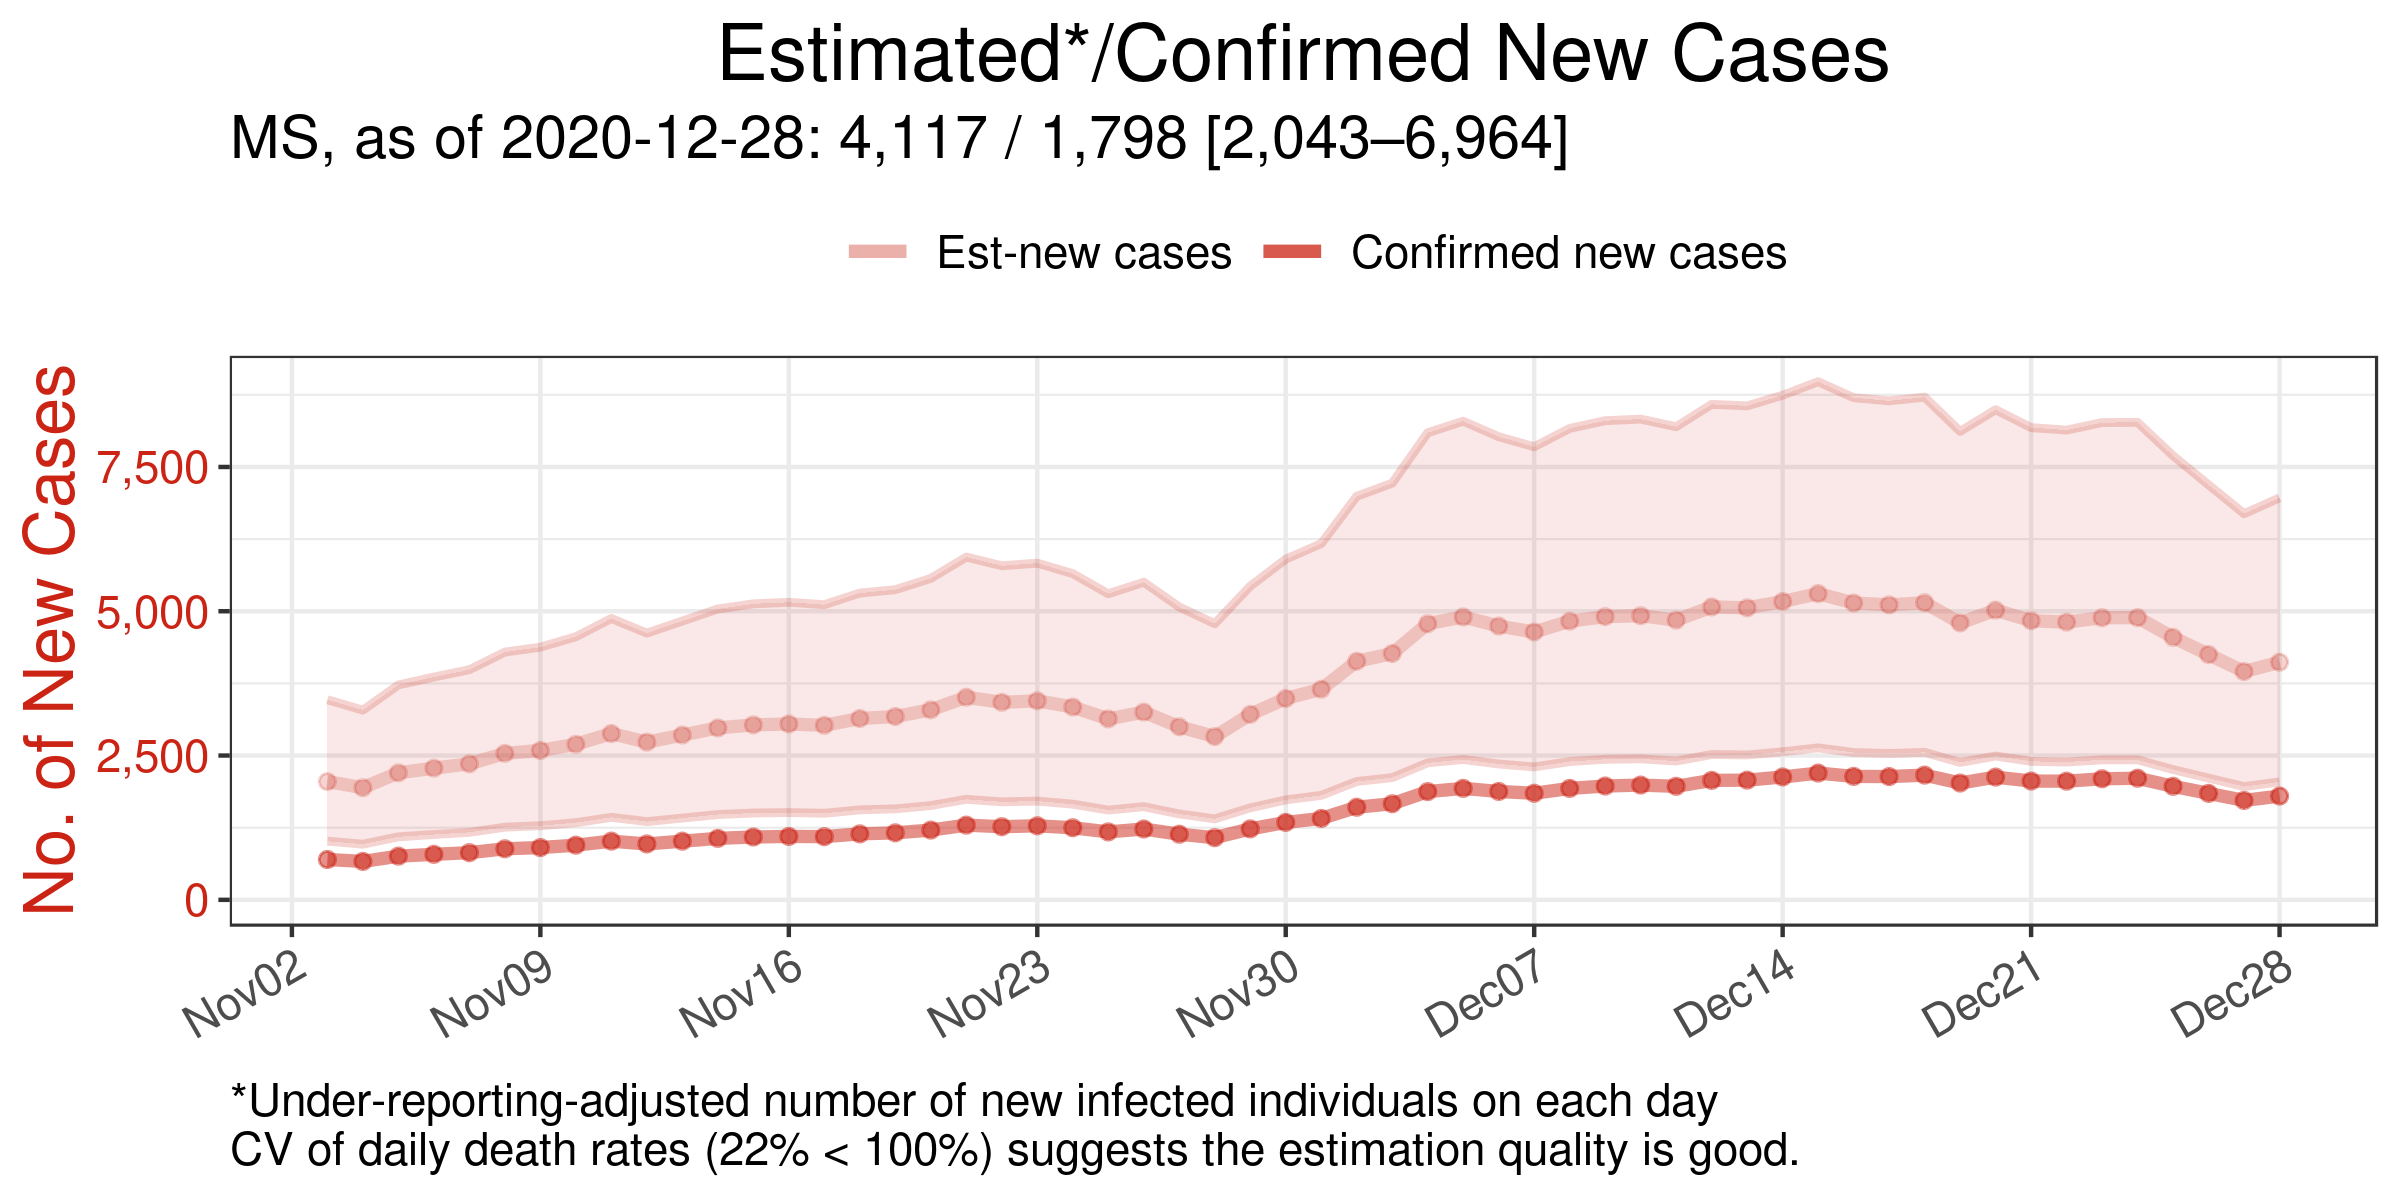 Estimated*/Confirmed New Cases
MS, as of 2020-12-28: 4,117 / 1,798 [2,043–6,964]
Est-new cases
Confirmed new cases
No. of New Cases
7,500
5,000
2,500
0
Nov02
Nov09
Nov16
Nov23
Nov30
Dec07
Dec14
Dec21
Dec28
*Under-reporting-adjusted number of new infected individuals on each day
CV of daily death rates (22% < 100%) suggests the estimation quality is good.